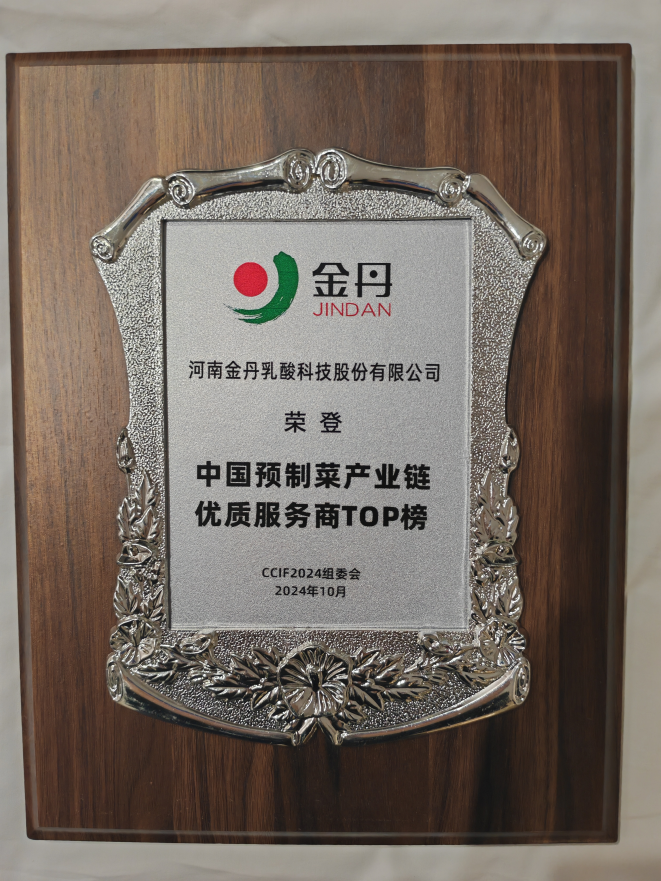 金丹
JINDAN
河南金丹乳酸科技股份有限公司
荣 登
中国预制菜产业链
优质服务商TOP榜
CCIF2024组委会
2024年10月